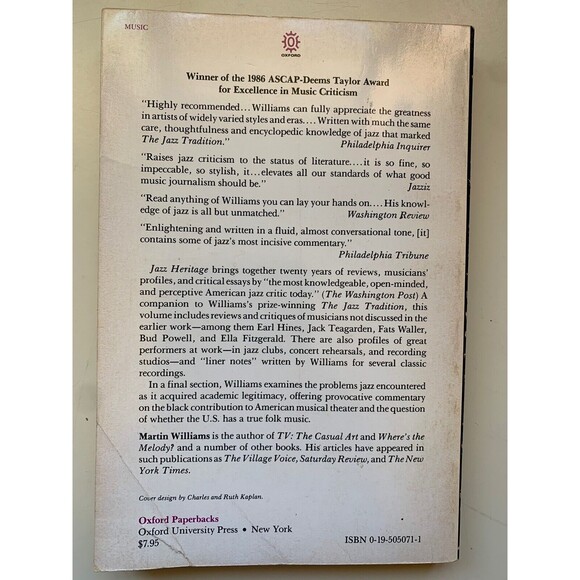 MUSIC
OXFORD
Winner of the 1986 ASCAP-Deems Taylor Award
for Excellence in Music Criticism
"Highly recommended... Williams can fully appreciate the greatness
in artists of widely varied styles and eras.... Written with much the same
care, thoughtfulness and encyclopedic knowledge of jazz that marked
The Jazz Tradition." Philadelphia Inquirer
"Raises jazz criticism to the status of literature....it is so fine, so
impeccable, so stylish, it...elevates all our standards of what good
music journalism should be." Jazziz
"Read anything of Williams you can lay your hands on.... His knowl-
edge of jazz is all but unmatched." Washington Review
"Enlightening and written in a fluid, almost conversational tone, [it]
contains some of jazz's most incisive commentary."
Philadelphia Tribune
Jazz Heritage brings together twenty years of reviews, musicians'
profiles, and critical essays by "the most knowledgeable, open-minded,
and perceptive American jazz critic today." (The Washington Post) A
companion to Williams's prize-winning The Jazz Tradition, this
volume includes reviews and critiques of musicians not discussed in the
earlier work—among them Earl Hines, Jack Teagarden, Fats Waller,
Bud Powell, and Ella Fitzgerald. There are also profiles of great
performers at work—in jazz clubs, concert rehearsals, and recording
studios—and "liner notes" written by Williams for several classic
recordings.
In a final section, Williams examines the problems jazz encountered
as it acquired academic legitimacy, offering provocative commentary
on the black contribution to American musical theater and the question
of whether the U.S. has a true folk music.
Martin Williams is the author of TV: The Casual Art and Where's the
Melody? and a number of other books. His articles have appeared in
such publications as The Village Voice, Saturday Review, and The New
York Times.
Cover design by Charles and Ruth Kaplan.
Oxford Paperbacks
Oxford University Press • New York
$7.95 ISBN 0-19-505071-1